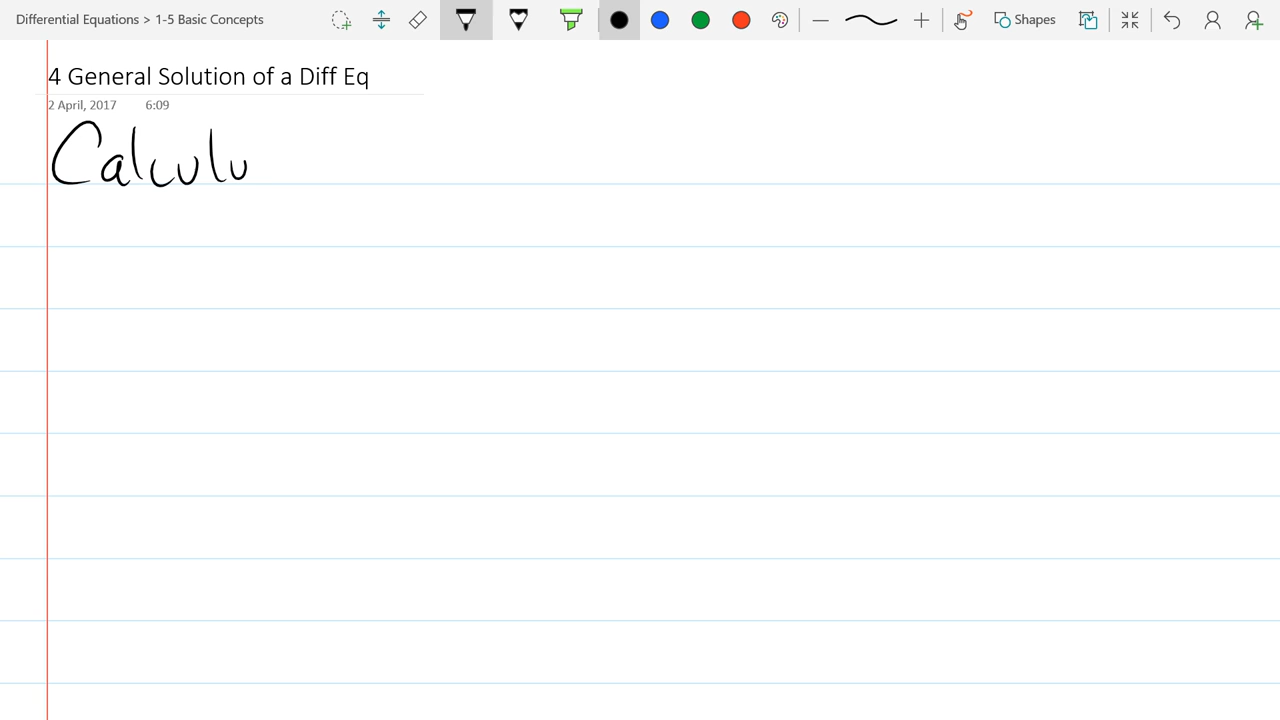 Differential Equations > 1-5 Basic Concepts
Shapes
4 General Solution of a Diff Eq
2 April, 2017 6:09
Calculu